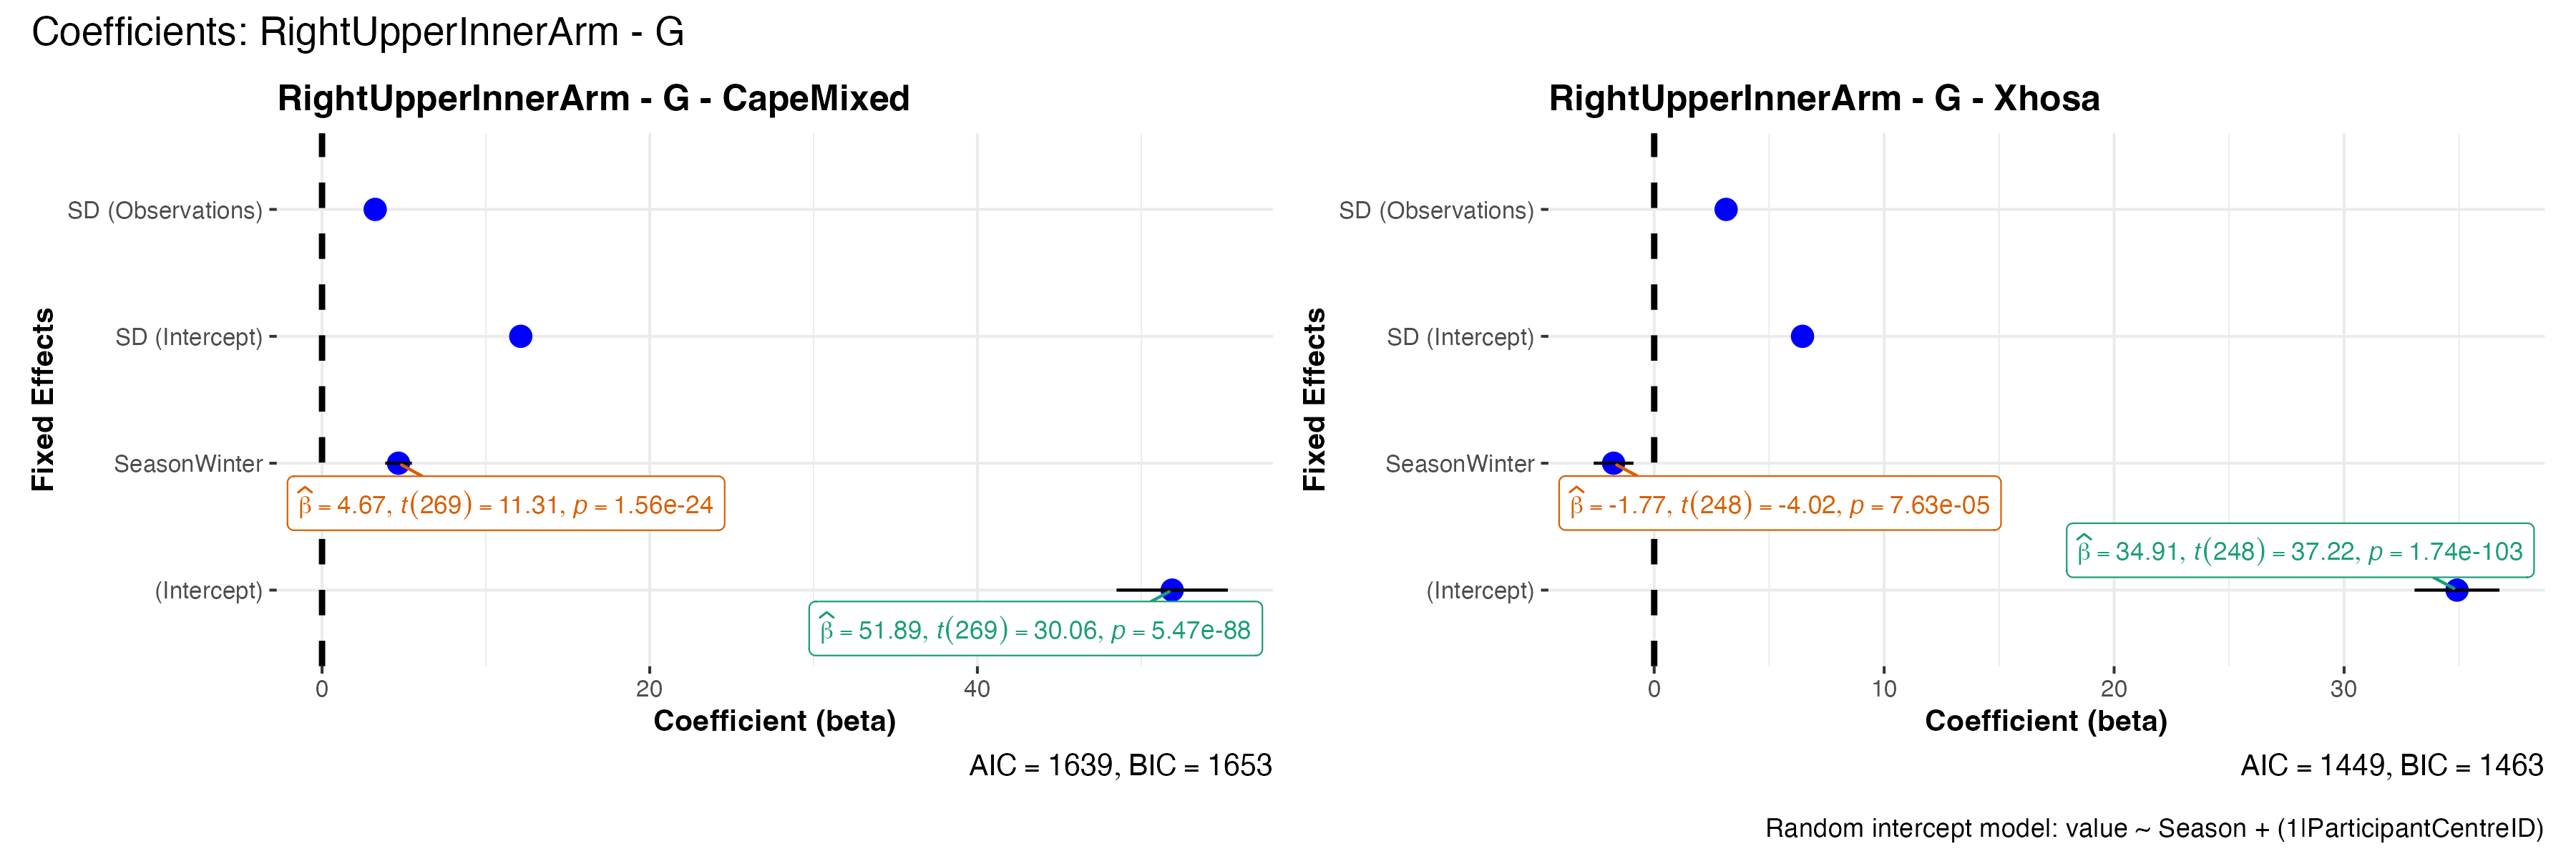 Coefficients: RightUpperInnerArm - G
RightUpperInnerArm - G - CapeMixed
Fixed Effects
SD (Observations)
SD (Intercept)
SeasonWinter
(Intercept)
β̂ = 4.67, t(269) = 11.31, p = 1.56e-24
β̂ = 51.89, t(269) = 30.06, p = 5.47e-88
0 20 40
Coefficient (beta)
AIC = 1639, BIC = 1653
RightUpperInnerArm - G - Xhosa
Fixed Effects
SD (Observations)
SD (Intercept)
SeasonWinter
(Intercept)
β̂ = -1.77, t(248) = -4.02, p = 7.63e-05
β̂ = 34.91, t(248) = 37.22, p = 1.74e-103
0 10 20 30
Coefficient (beta)
AIC = 1449, BIC = 1463
Random intercept model: value ~ Season + (1|ParticipantCentreID)